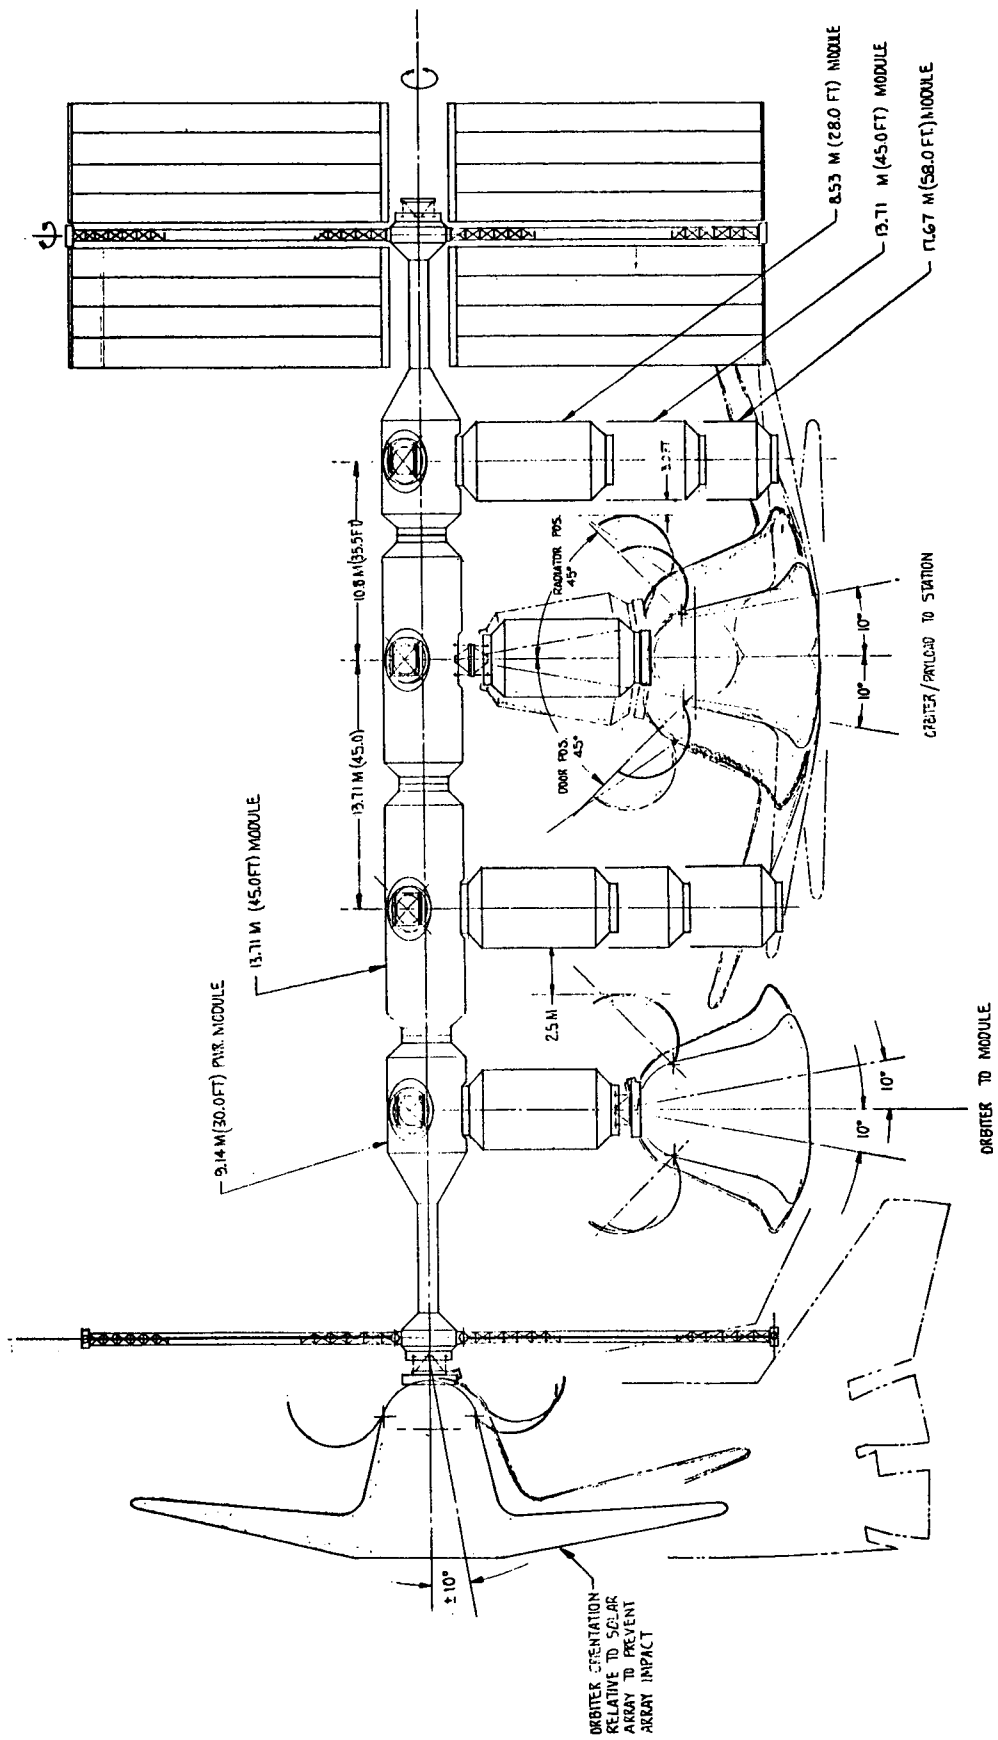 8.53 M (28.0 FT) MODULE
13.71 M (45.0FT) MODULE
17.67 M (58.0 FT.) MODULE
10.8 M (35.5FT)
13.71 M (45.0)
3.0 FT
RADIATOR POS.
45°
DOOR POS.
45°
10°
10°
ORBITER/PAYLOAD TO STATION
13.71 M (45.0FT) MODULE
9.14 M (30.0FT) PWR. MODULE
2.5 M
10°
10°
ORBITER TO MODULE
±10°
ORBITER ORIENTATION
RELATIVE TO SOLAR
ARRAY TO PREVENT
ARRAY IMPACT